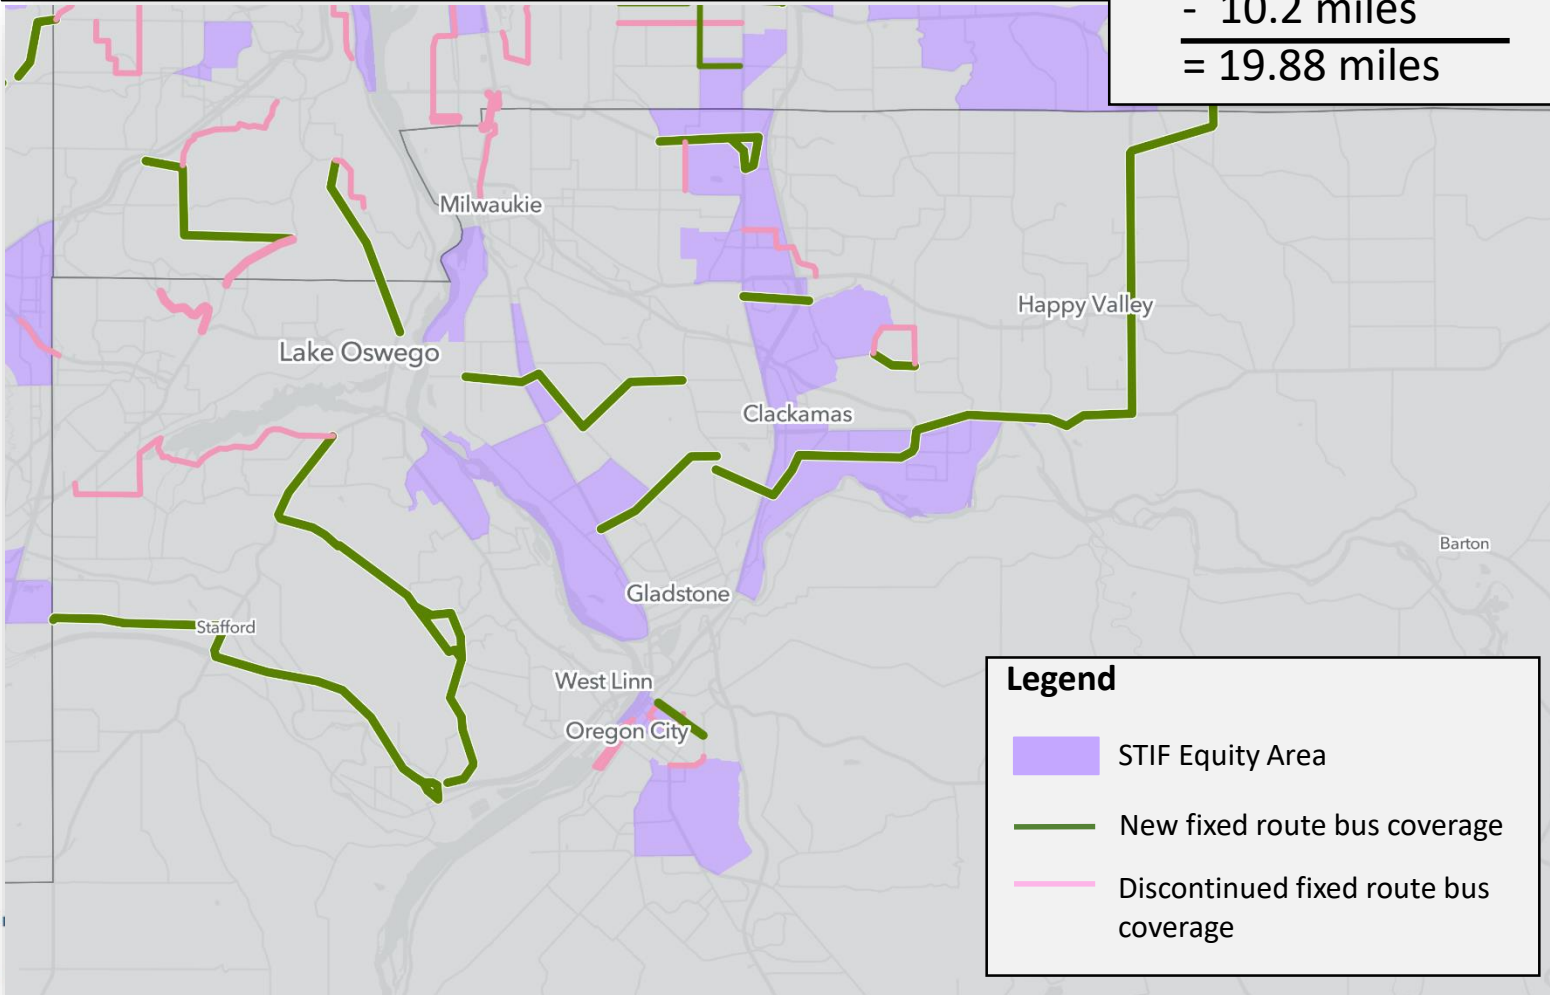 - 10.2 miles
= 19.88 miles
Milwaukie
Happy Valley
Lake Oswego
Clackamas
Barton
Gladstone
Stafford
West Linn
Oregon City
Legend
STIF Equity Area
New fixed route bus coverage
Discontinued fixed route bus
coverage